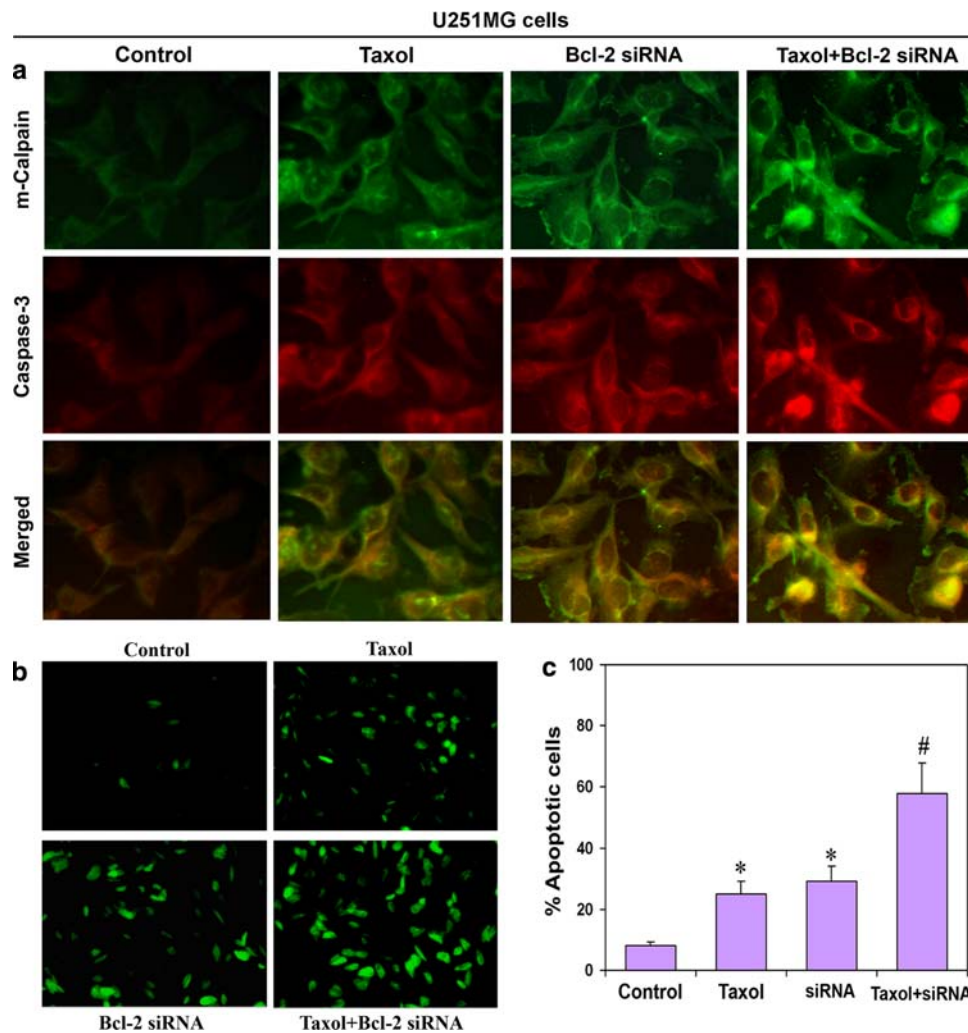 U251MG cells
Control Taxol Bcl-2 siRNA Taxol+Bcl-2 siRNA
a
m-Calpain
Caspase-3
Merged
b
Control Taxol
Bcl-2 siRNA Taxol+Bcl-2 siRNA
c
% Apoptotic cells
100
80
60
40
20
0
#
* *
Control Taxol siRNA Taxol+siRNA